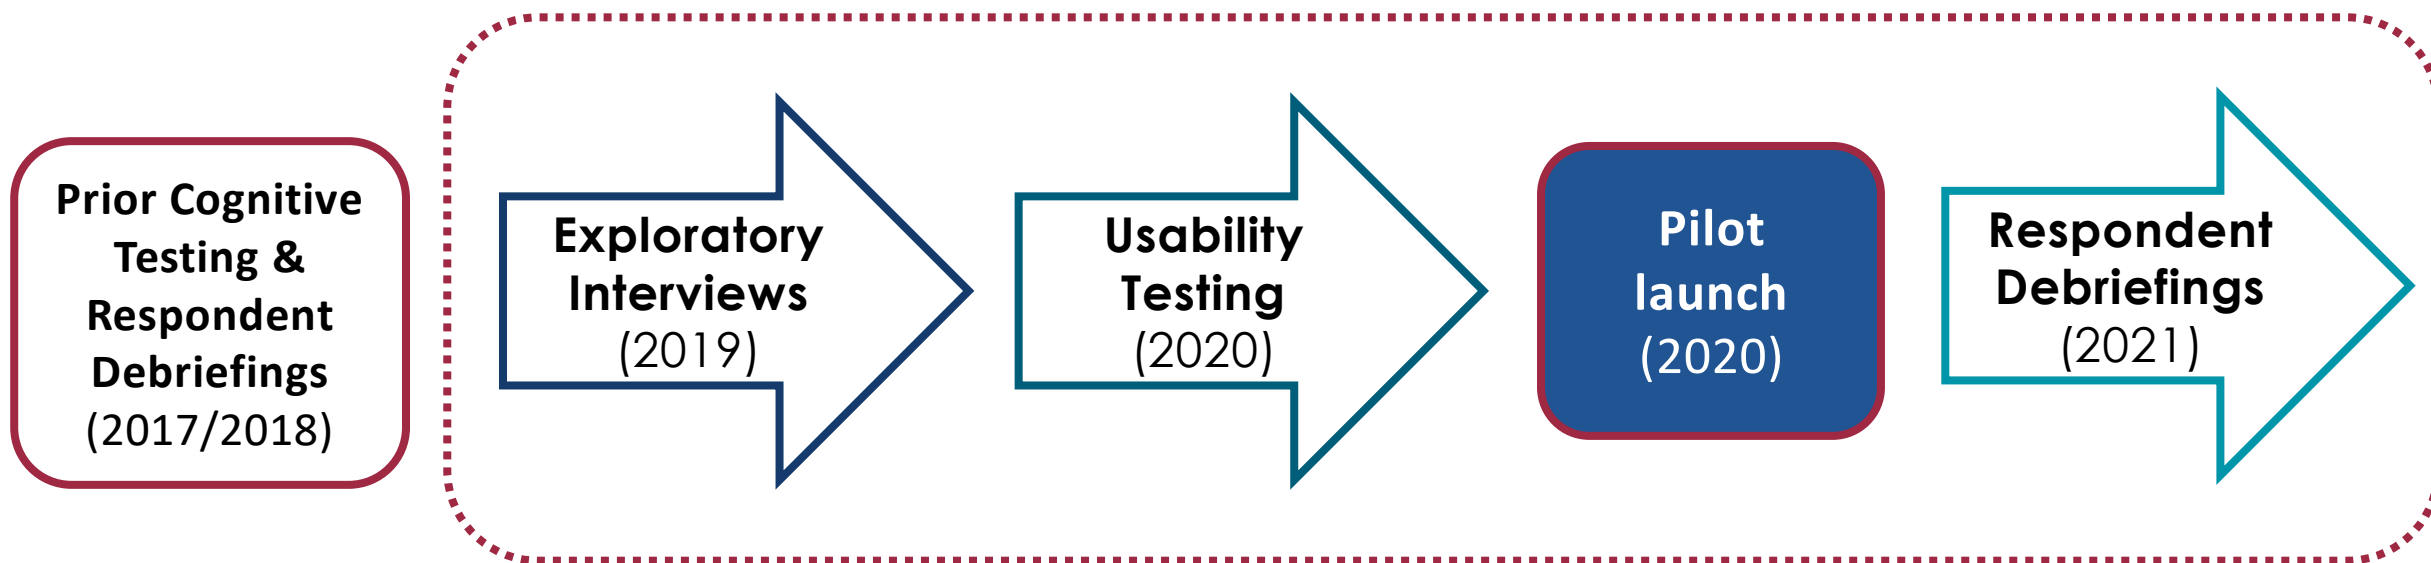 Prior Cognitive
Testing &
Respondent
Debriefings
(2017/2018)
Exploratory
Interviews
(2019)
Usability
Testing
(2020)
Pilot
launch
(2020)
Respondent
Debriefings
(2021)